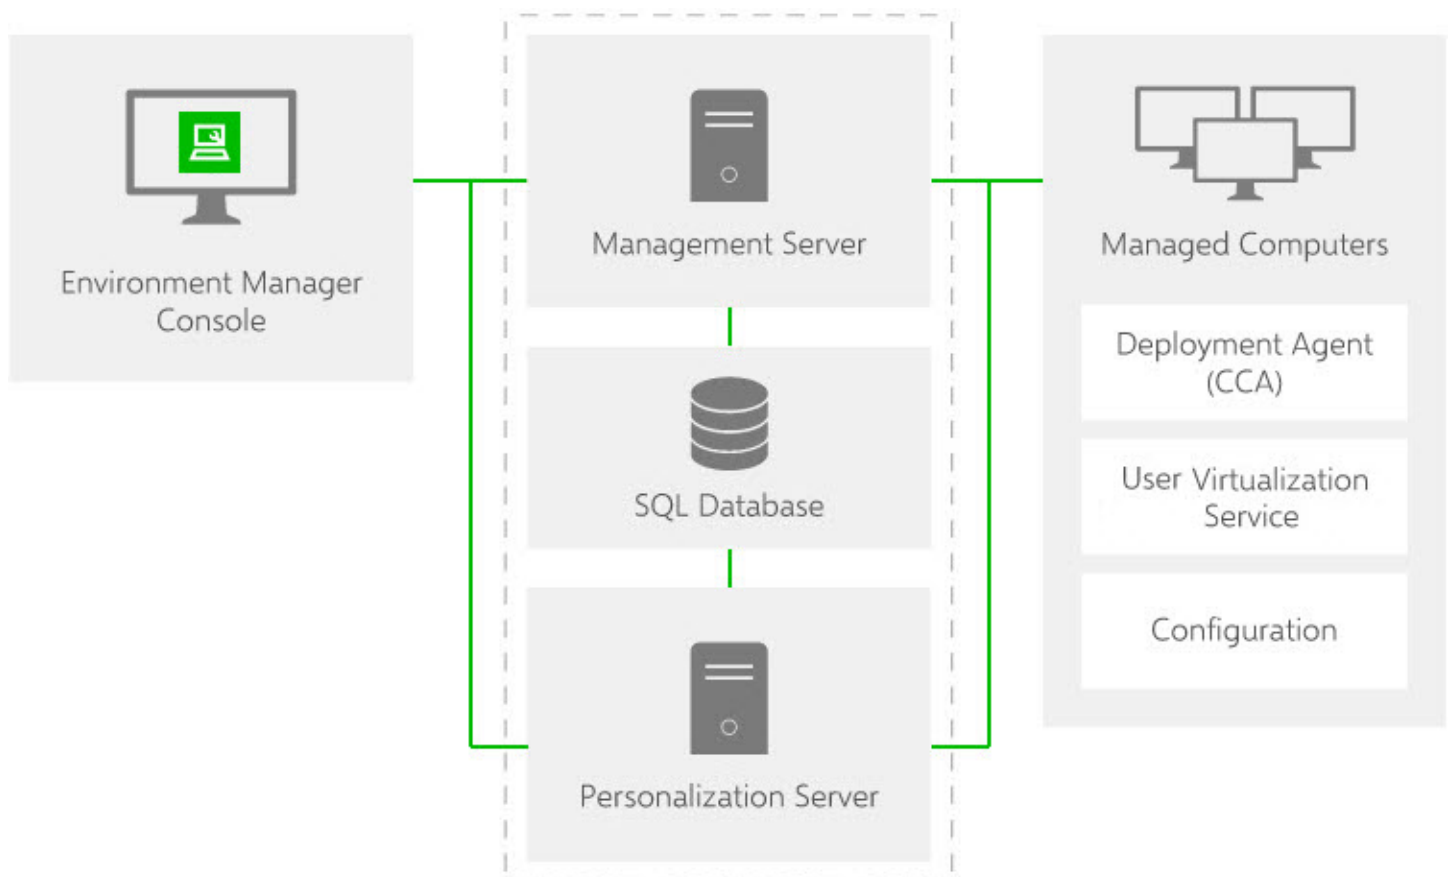 Environment Manager
Console
Management Server
SQL Database
Personalization Server
Managed Computers
Deployment Agent
(CCA)
User Virtualization
Service
Configuration